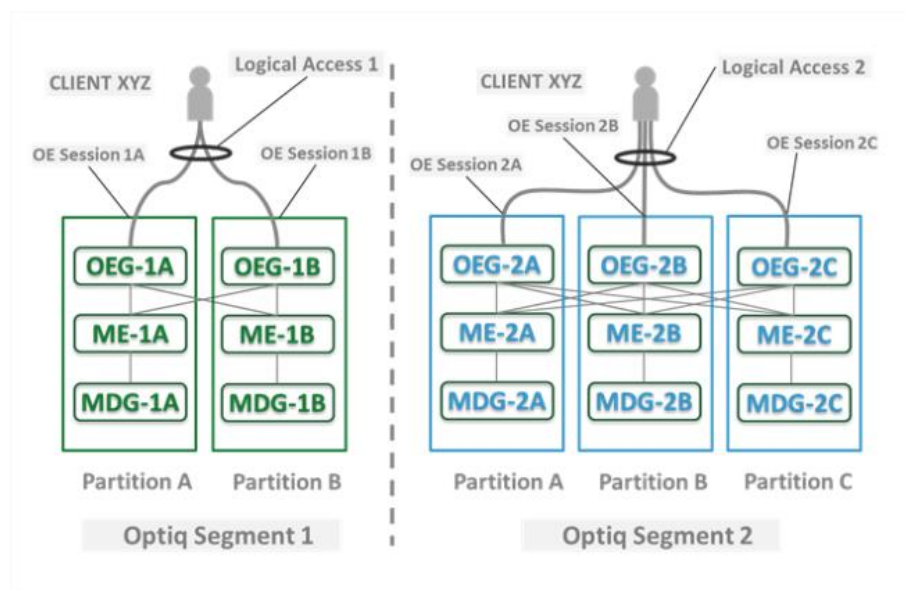 CLIENT XYZ
Logical Access 1
OE Session 1A
OE Session 1B
OEG-1A
OEG-1B
ME-1A
ME-1B
MDG-1A
MDG-1B
Partition A
Partition B
Optiq Segment 1
CLIENT XYZ
Logical Access 2
OE Session 2B
OE Session 2A
OE Session 2C
OEG-2A
OEG-2B
OEG-2C
ME-2A
ME-2B
ME-2C
MDG-2A
MDG-2B
MDG-2C
Partition A
Partition B
Partition C
Optiq Segment 2